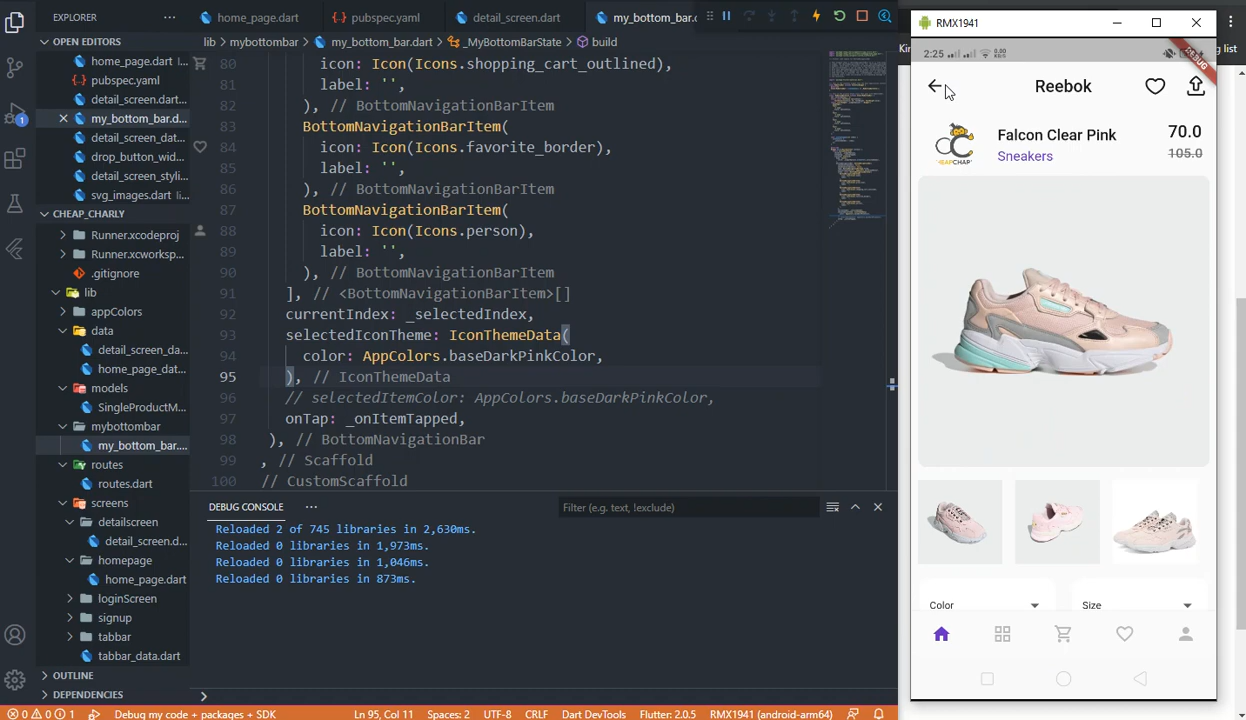 home_page.dart
pubspec.yaml
detail_screen.dart
my_bottom_bar.
RMX1941
EXPLORER
OPEN EDITORS
home_page.dart l...
pubspec.yaml
detail_screen.dart...
my_bottom_bar.d...
detail_screen_dat...
drop_button_wid...
detail_screen_styli...
svg_images.dart l...
CHEAP_CHARLY
Runner.xcodeproj
Runner.xcworksp...
.gitignore
lib
appColors
data
detail_screen_da...
home_page_dat...
models
SingleProductM...
mybottombar
my_bottom_bar....
routes
routes.dart
screens
detailscreen
detail_screen.d...
homepage
home_page.dart
loginScreen
signup
tabbar
tabbar_data.dart
OUTLINE
DEPENDENCIES
lib > mybottombar > my_bottom_bar.dart > _MyBottomBarState > build
80 icon: Icon(Icons.shopping_cart_outlined),
81 label: '',
82 ), // BottomNavigationBarItem
83 BottomNavigationBarItem(
84 icon: Icon(Icons.favorite_border),
85 label: '',
86 ), // BottomNavigationBarItem
87 BottomNavigationBarItem(
88 icon: Icon(Icons.person),
89 label: '',
90 ), // BottomNavigationBarItem
91 ], // <BottomNavigationBarItem>[]
92 currentIndex: _selectedIndex,
93 selectedIconTheme: IconThemeData(
94 color: AppColors.baseDarkPinkColor,
95 ), // IconThemeData
96 // selectedItemColor: AppColors.baseDarkPinkColor,
97 onTap: _onItemTapped,
98 ), // BottomNavigationBar
99 , // Scaffold
100 // CustomScaffold
DEBUG CONSOLE
Filter (e.g. text, !exclude)
Reloaded 2 of 745 libraries in 2,630ms.
Reloaded 0 libraries in 1,973ms.
Reloaded 0 libraries in 1,046ms.
Reloaded 0 libraries in 873ms.
0 0 1
Debug my code + packages + SDK
Ln 95, Col 11
Spaces: 2
UTF-8
CRLF
Dart DevTools
Flutter: 2.0.5
RMX1941 (android-arm64)
2:25
DEBUG
Reebok
Falcon Clear Pink
Sneakers
70.0
105.0
Color
Size
g list